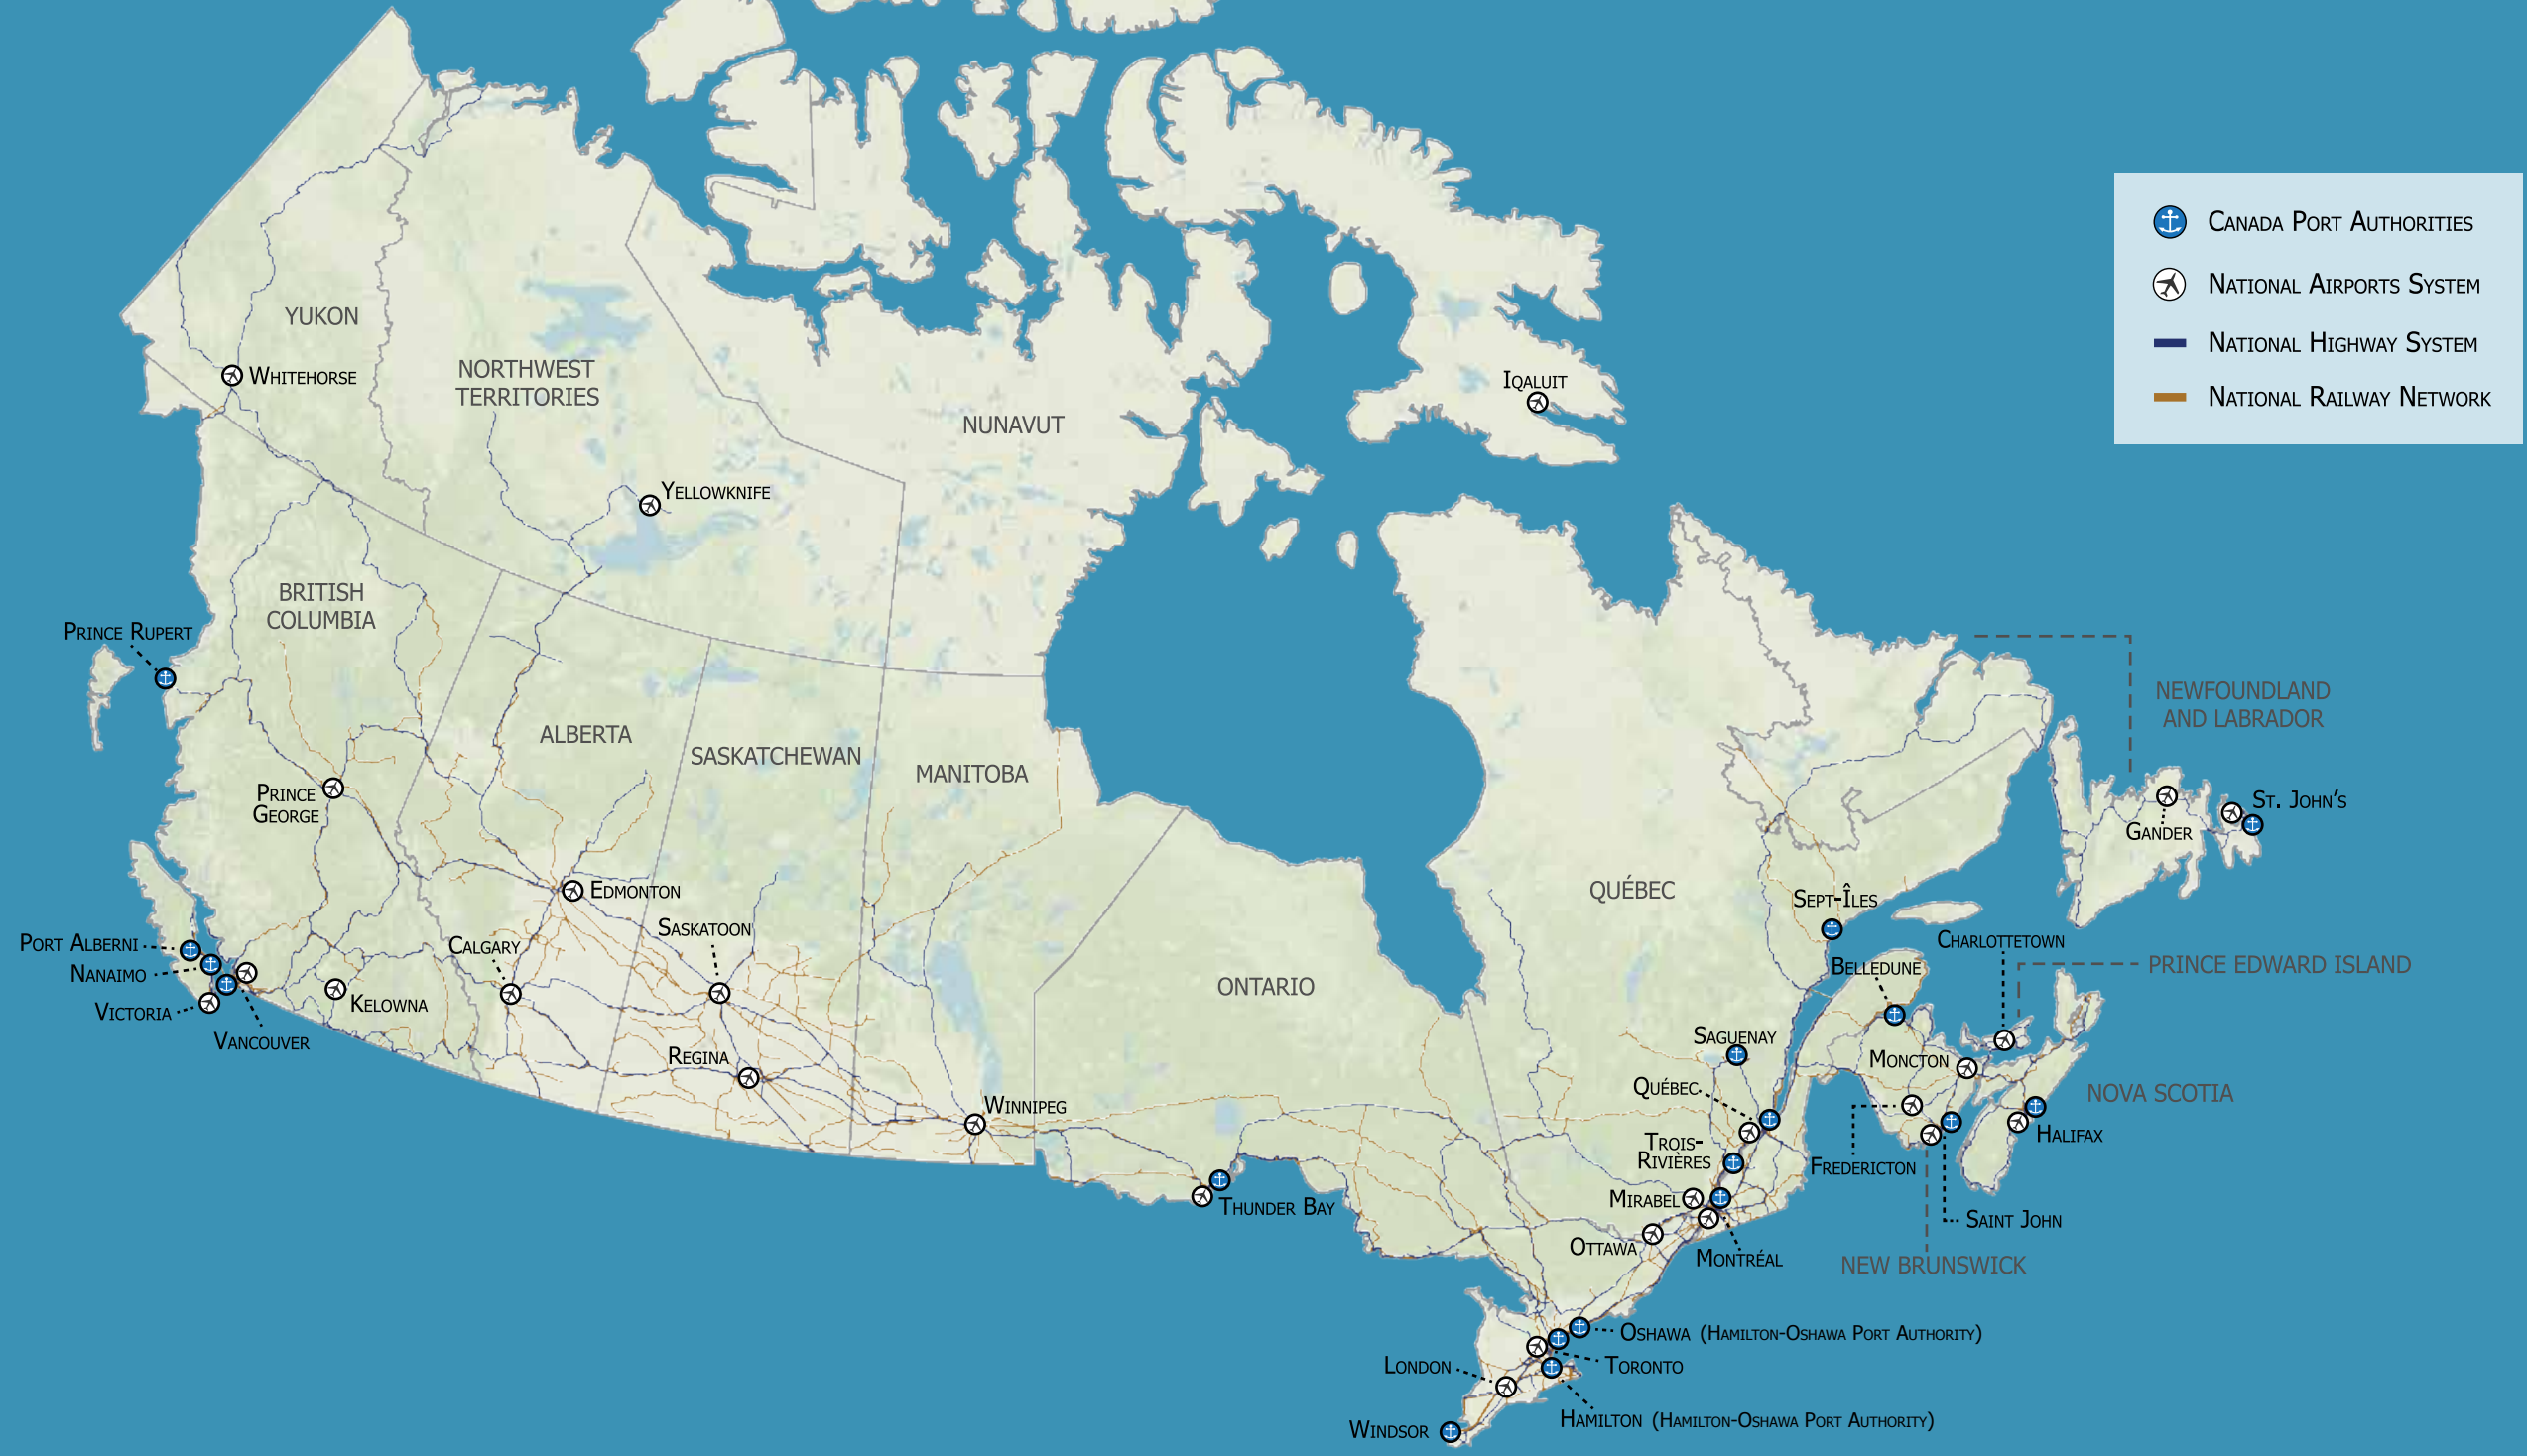 Canada Port Authorities
National Airports System
National Highway System
National Railway Network
YUKON
Whitehorse
NORTHWEST
TERRITORIES
Yellowknife
NUNAVUT
Iqaluit
BRITISH
COLUMBIA
Prince Rupert
Prince
George
Port Alberni
Nanaimo
Victoria
Vancouver
Kelowna
ALBERTA
Edmonton
Calgary
SASKATCHEWAN
Saskatoon
Regina
MANITOBA
Winnipeg
ONTARIO
Thunder Bay
Ottawa
Oshawa (Hamilton-Oshawa Port Authority)
Toronto
London
Hamilton (Hamilton-Oshawa Port Authority)
Windsor
QUÉBEC
Sept-Îles
Saguenay
Québec
Trois-
Rivières
Mirabel
Montréal
NEWFOUNDLAND
AND LABRADOR
St. John's
Gander
Charlottetown
PRINCE EDWARD ISLAND
Belledune
Moncton
NOVA SCOTIA
Halifax
Fredericton
Saint John
NEW BRUNSWICK